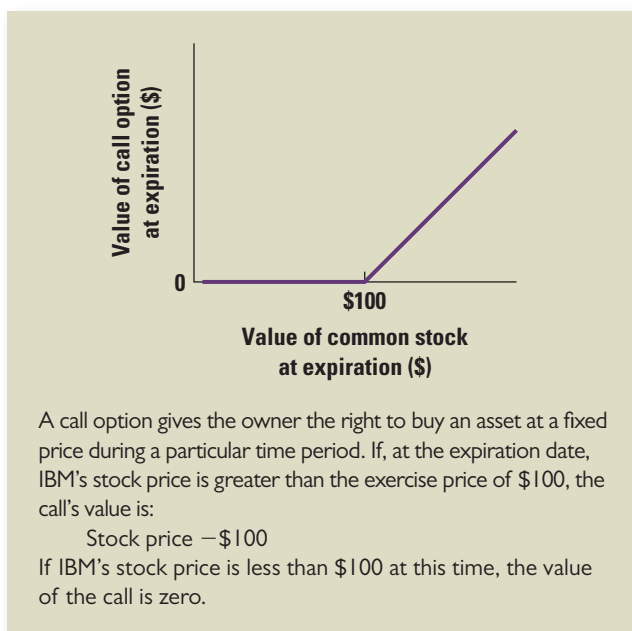 Value of call option
at expiration ($)
0
$100
Value of common stock
at expiration ($)
A call option gives the owner the right to buy an asset at a fixed
price during a particular time period. If, at the expiration date,
IBM's stock price is greater than the exercise price of $100, the
call's value is:
Stock price −$100
If IBM's stock price is less than $100 at this time, the value
of the call is zero.